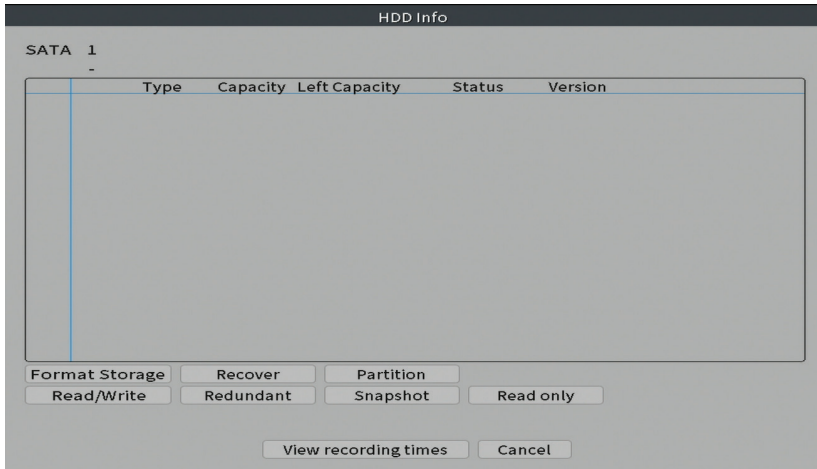 HDD Info
SATA 1
-
Type Capacity Left Capacity Status Version
Format Storage Recover Partition
Read/Write Redundant Snapshot Read only
View recording times Cancel